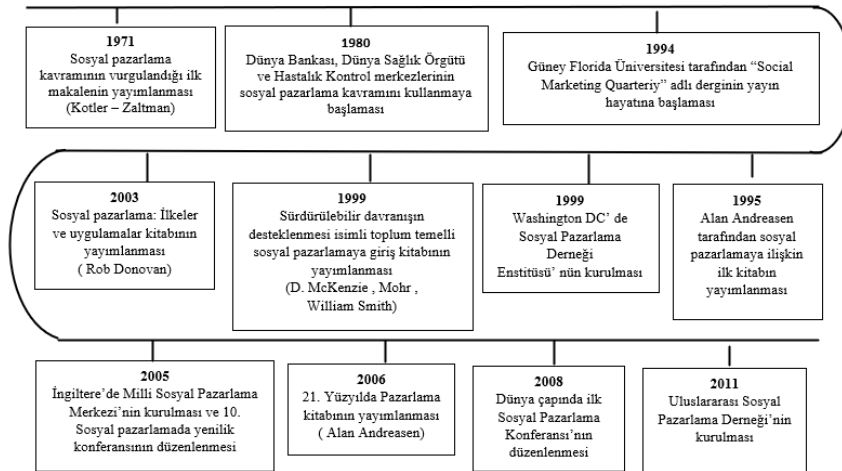 1971
Sosyal pazarlama
kavramının vurgulandığı ilk
makalenin yayımlanması
(Kotler – Zaltman)
1980
Dünya Bankası, Dünya Sağlık Örgütü
ve Hastalık Kontrol merkezlerinin
sosyal pazarlama kavramını kullanmaya
başlaması
1994
Güney Florida Üniversitesi tarafından “Social
Marketing Quarteriy” adlı derginin yayın
hayatına başlaması
2003
Sosyal pazarlama: İlkeler
ve uygulamalar kitabının
yayımlanması
( Rob Donovan)
1999
Sürdürülebilir davranışın
desteklenmesi isimli toplum temelli
sosyal pazarlamaya giriş kitabının
yayımlanması
(D. McKenzie , Mohr ,
William Smith)
1999
Washington DC’ de
Sosyal Pazarlama
Derneği
Enstitüsü’ nün kurulması
1995
Alan Andreasen
tarafından sosyal
pazarlamaya ilişkin
ilk kitabın
yayımlanması
2005
İngiltere’de Milli Sosyal Pazarlama
Merkezi’nin kurulması ve 10.
Sosyal pazarlamada yenilik
konferansının düzenlenmesi
2006
21. Yüzyılda Pazarlama
kitabının yayımlanması
( Alan Andreasen)
2008
Dünya çapında ilk
Sosyal Pazarlama
Konferansı’nın
düzenlenmesi
2011
Uluslararası Sosyal
Pazarlama Derneği’nin
kurulması